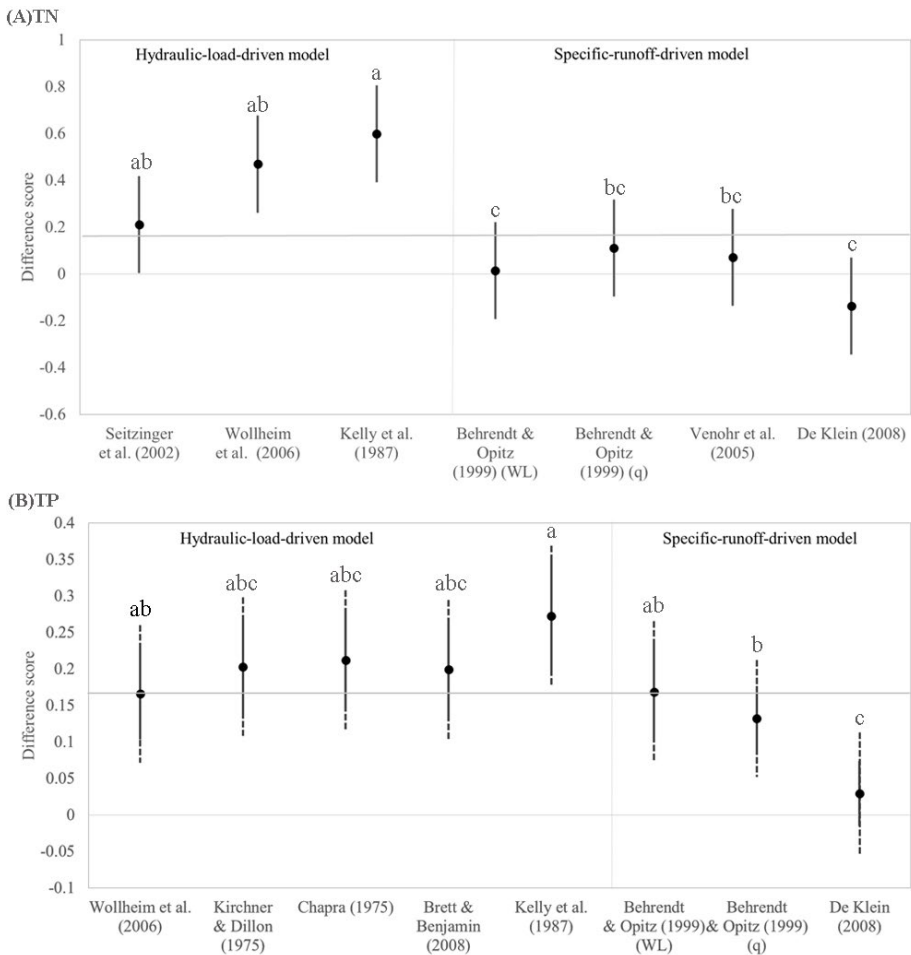 (A)TN
Hydraulic-load-driven model
Specific-runoff-driven model
1
0.8
0.6
0.4
0.2
0
-0.2
-0.4
-0.6
Difference score
ab
ab
a
c
bc
bc
c
Seitzinger
et al. (2002)
Wollheim
et al. (2006)
Kelly et al.
(1987)
Behrendt &
Opitz
(1999) (WL)
Behrendt &
Opitz
(1999) (q)
Venohr et al.
(2005)
De Klein (2008)
(B)TP
Hydraulic-load-driven model
Specific-runoff-driven model
0.4
0.35
0.3
0.25
0.2
0.15
0.1
0.05
0
-0.05
-0.1
Difference score
ab
abc
abc
abc
a
ab
b
c
Wollheim et al.
(2006)
Kirchner
& Dillon
(1975)
Chapra (1975)
Brett &
Benjamin
(2008)
Kelly et al.
(1987)
Behrendt
& Opitz (1999)
(WL)
Behrendt
& Opitz (1999)
(q)
De Klein
(2008)